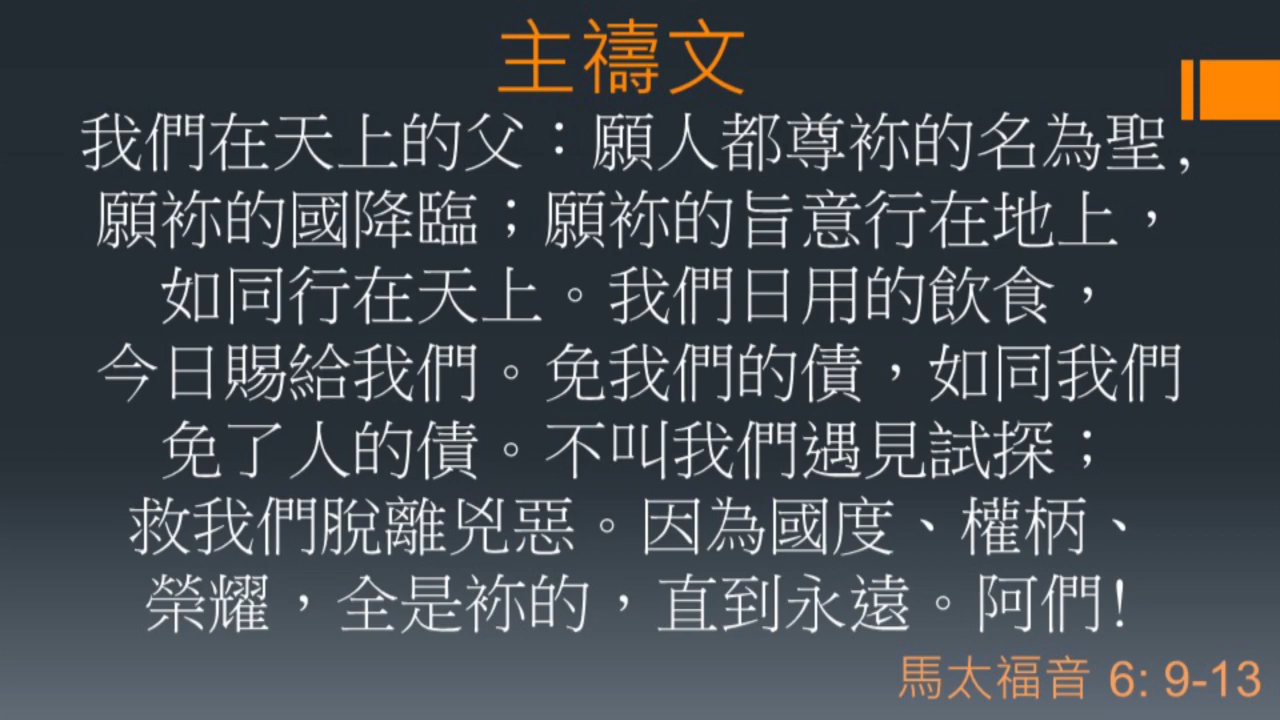 主禱文
我們在天上的父：願人都尊袮的名為聖,
願袮的國降臨；願袮的旨意行在地上，
如同行在天上。我們日用的飲食，
今日賜給我們。免我們的債，如同我們
免了人的債。不叫我們遇見試探；
救我們脫離兇惡。因為國度、權柄、
榮耀，全是袮的，直到永遠。阿們!
馬太福音 6: 9-13